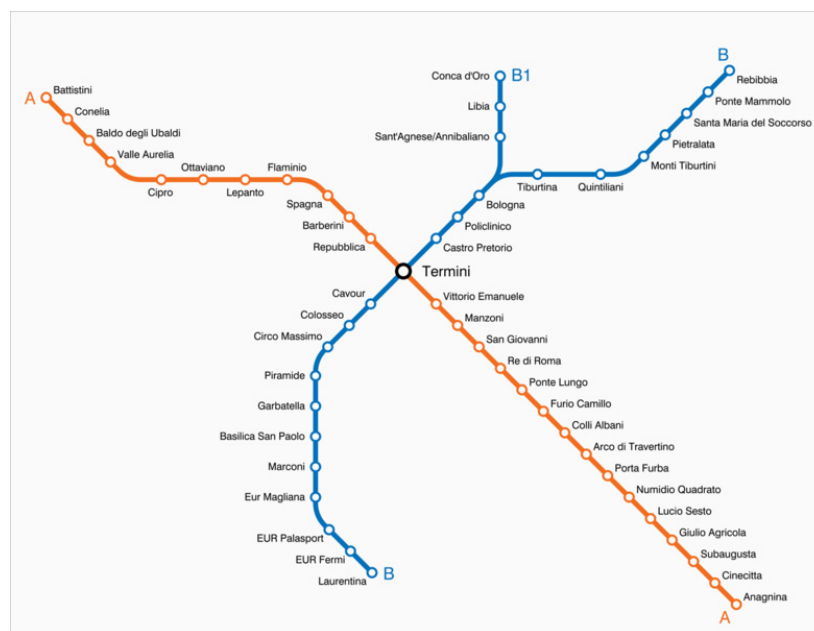 A
Battistini
Conelia
Baldo degli Ubaldi
Valle Aurelia
Cipro
Ottaviano
Lepanto
Flaminio
Spagna
Barberini
Repubblica
Termini
Vittorio Emanuele
Manzoni
San Giovanni
Re di Roma
Ponte Lungo
Furio Camillo
Colli Albani
Arco di Travertino
Porta Furba
Numidio Quadrato
Lucio Sesto
Giulio Agricola
Subaugusta
Cinecitta
Anagnina
A
Conca d'Oro
B1
Libia
Sant'Agnese/Annibaliano
B
Rebibbia
Ponte Mammolo
Santa Maria del Soccorso
Pietralata
Monti Tiburtini
Quintiliani
Tiburtina
Bologna
Policlinico
Castro Pretorio
Cavour
Colosseo
Circo Massimo
Piramide
Garbatella
Basilica San Paolo
Marconi
Eur Magliana
EUR Palasport
EUR Fermi
Laurentina
B